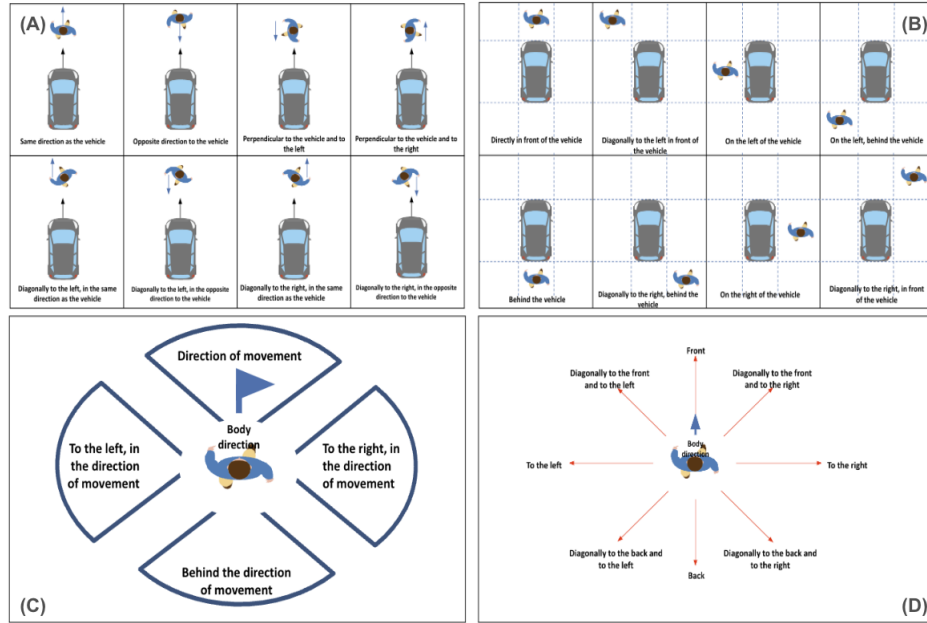 (A)
Same direction as the vehicle
Opposite direction to the vehicle
Perpendicular to the vehicle and to
the left
Perpendicular to the vehicle and to the
right
Diagonally to the left, in the same
direction as the vehicle
Diagonally to the left, in the opposite
direction to the vehicle
Diagonally to the right, in the same
direction as the vehicle
Diagonally to the right, in the opposite
direction to the vehicle
(B)
Directly in front of the vehicle
Diagonally to the left in front of
the vehicle
On the left of the vehicle
On the left, behind the vehicle
Behind the vehicle
Diagonally to the right, behind the
vehicle
On the right of the vehicle
Diagonally to the right, in front
of the vehicle
Direction of movement
Body
direction
To the left, in
the direction
of movement
To the right, in
the direction
of movement
Behind the direction
of movement
(C)
Front
Diagonally to the front
and to the left
Diagonally to the front
and to the right
Body
direction
To the left
To the right
Diagonally to the back and to
the left
Diagonally to the back and
to the right
Back
(D)